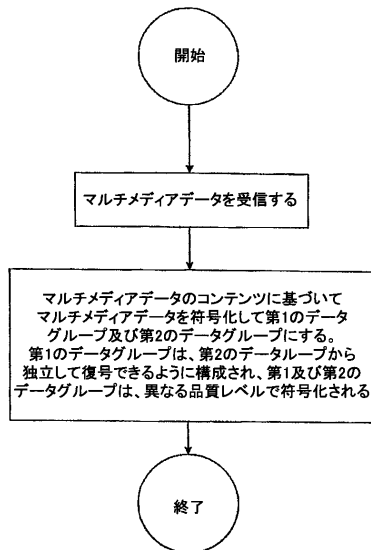 開始
マルチメディアデータを受信する
マルチメディアデータのコンテンツに基づいて
マルチメディアデータを符号化して第1のデータ
グループ及び第2のデータグループにする。
第1のデータグループは、第2のデータループから
独立して復号できるように構成され、第1及び第2の
データグループは、異なる品質レベルで符号化される
終了